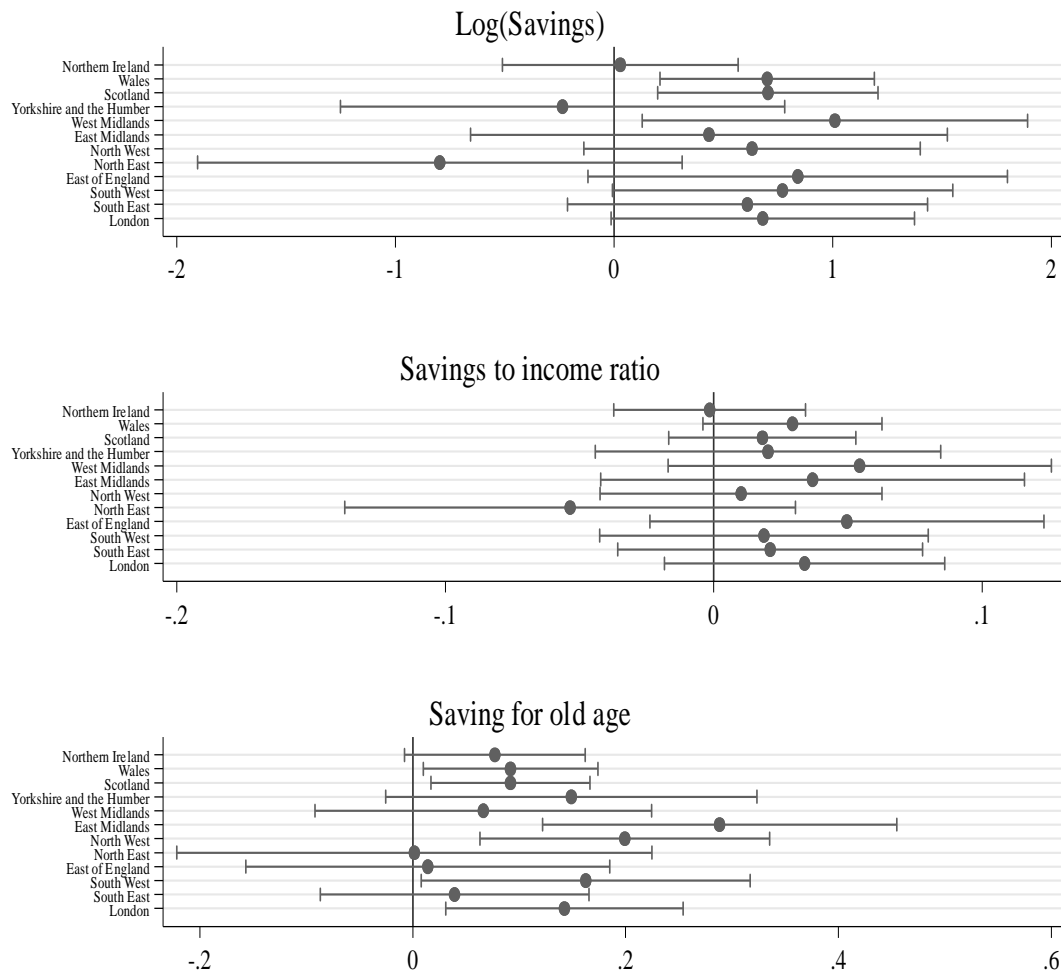 Log(Savings)
Northern Ireland
Wales
Scotland
Yorkshire and the Humber
West Midlands
East Midlands
North West
North East
East of England
South West
South East
London
-2 -1 0 1 2
Savings to income ratio
Northern Ireland
Wales
Scotland
Yorkshire and the Humber
West Midlands
East Midlands
North West
North East
East of England
South West
South East
London
-.2 -.1 0 .1
Saving for old age
Northern Ireland
Wales
Scotland
Yorkshire and the Humber
West Midlands
East Midlands
North West
North East
East of England
South West
South East
London
-.2 0 .2 .4 .6